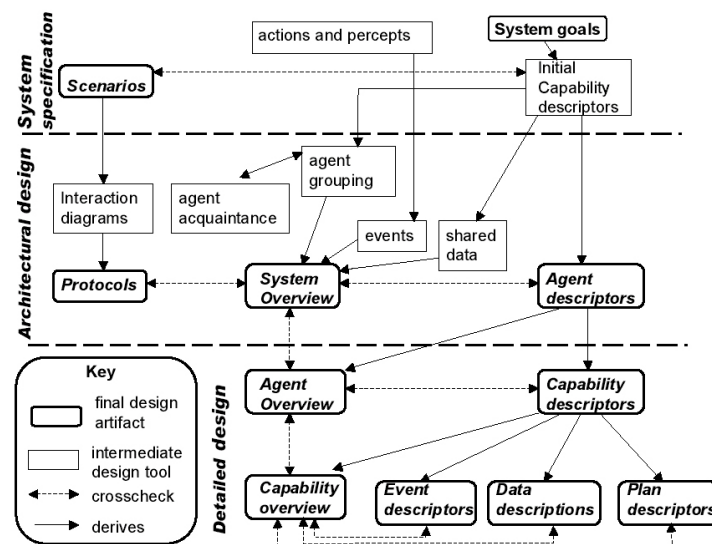 System
specification
actions and percepts
System goals
Scenarios
Initial
Capability
descriptors
Architectural design
agent
grouping
Interaction
diagrams
agent
acquaintance
events
shared
data
Protocols
System
Overview
Agent
descriptors
Detailed design
Agent
Overview
Capability
descriptors
Capability
overview
Event
descriptors
Data
descriptions
Plan
descriptors
Key
final design
artifact
intermediate
design tool
crosscheck
derives